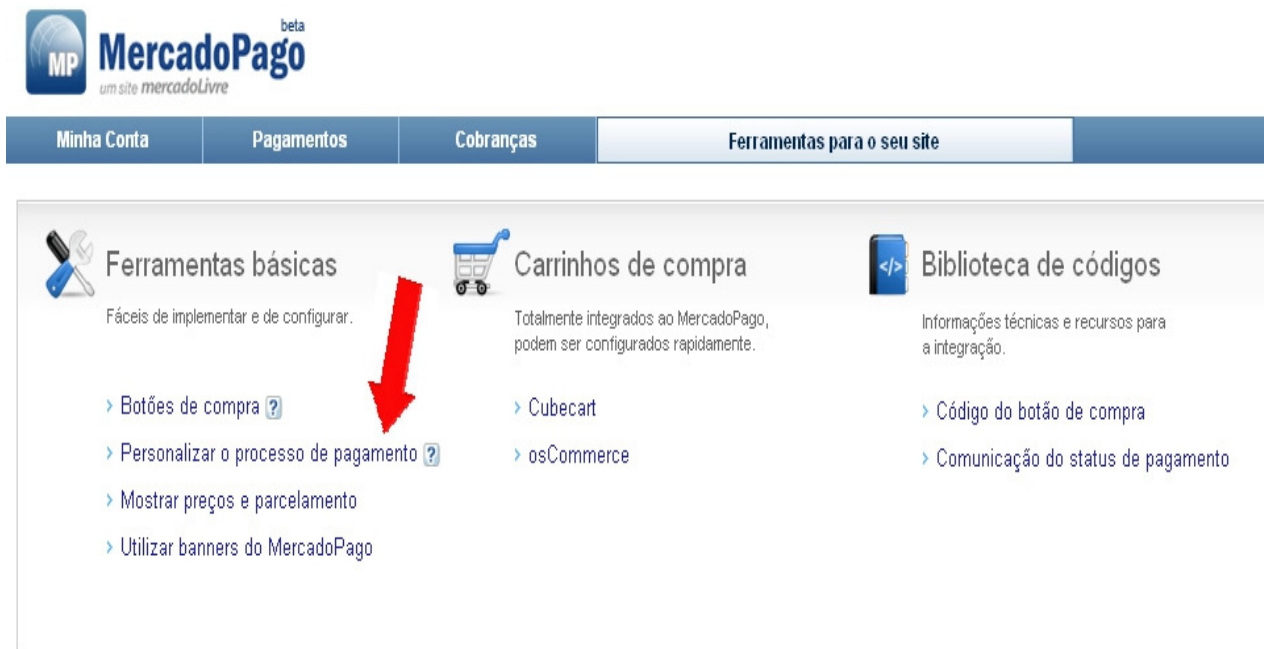 beta
MP MercadoPago
um site mercadoLivre
Minha Conta Pagamentos Cobranças Ferramentas para o seu site
Ferramentas básicas
Fáceis de implementar e de configurar.
> Botões de compra ?
> Personalizar o processo de pagamento ?
> Mostrar preços e parcelamento
> Utilizar banners do MercadoPago
Carrinhos de compra
Totalmente integrados ao MercadoPago,
podem ser configurados rapidamente.
> Cubecart
> osCommerce
</>
Biblioteca de códigos
Informações técnicas e recursos para
a integração.
> Código do botão de compra
> Comunicação do status de pagamento